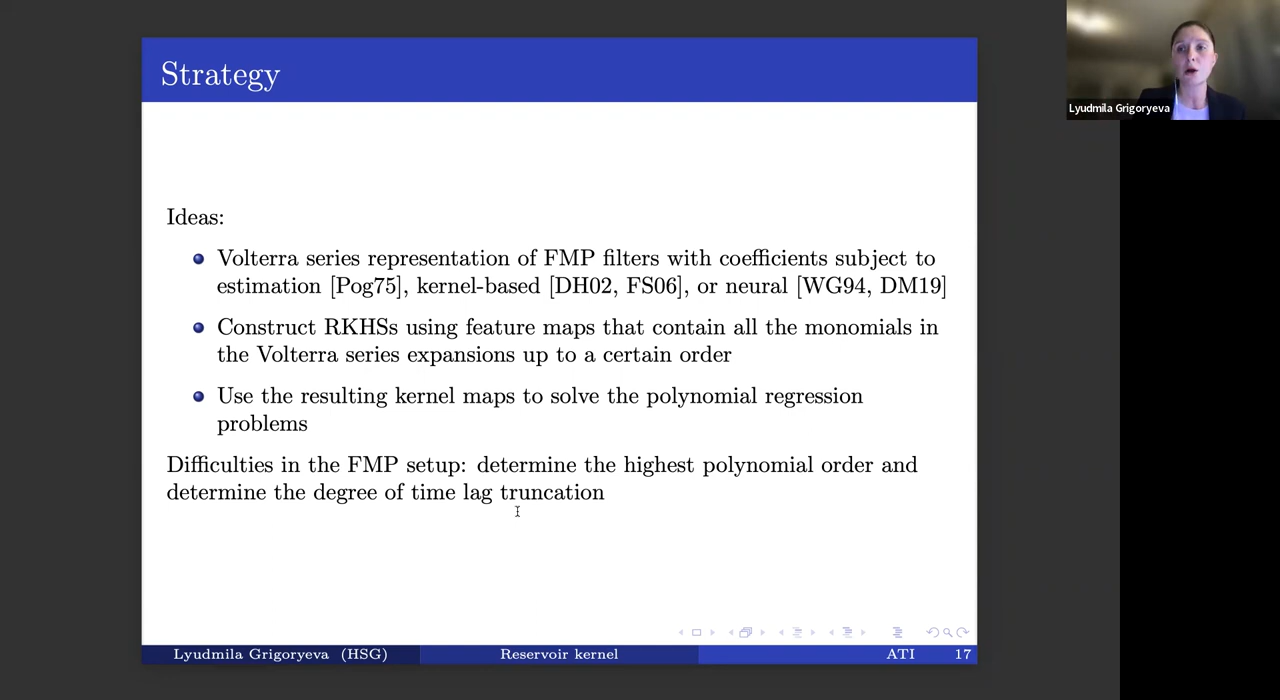 Strategy
Lyudmila Grigoryeva
Ideas:
Volterra series representation of FMP filters with coefficients subject to
estimation [Pog75], kernel-based [DH02, FS06], or neural [WG94, DM19]
Construct RKHSs using feature maps that contain all the monomials in
the Volterra series expansions up to a certain order
Use the resulting kernel maps to solve the polynomial regression
problems
Difficulties in the FMP setup: determine the highest polynomial order and
determine the degree of time lag truncation
Lyudmila Grigoryeva (HSG) Reservoir kernel ATI 17